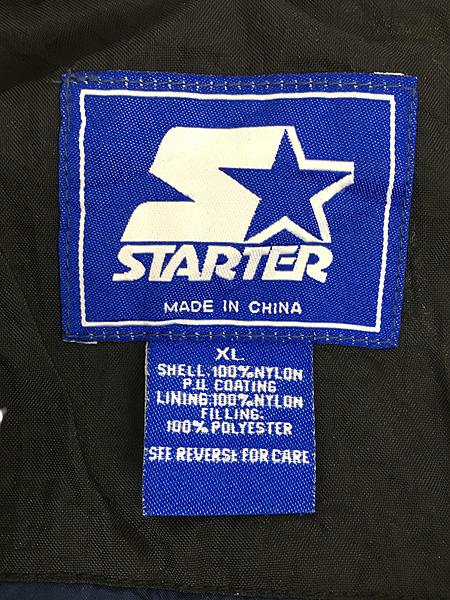 STARTER
MADE IN CHINA
XL
SHELL:100%NYLON
P.U. COATING
LINING:100%NYLON
FILLING:
100% POLYESTER
SEE REVERSE FOR CARE